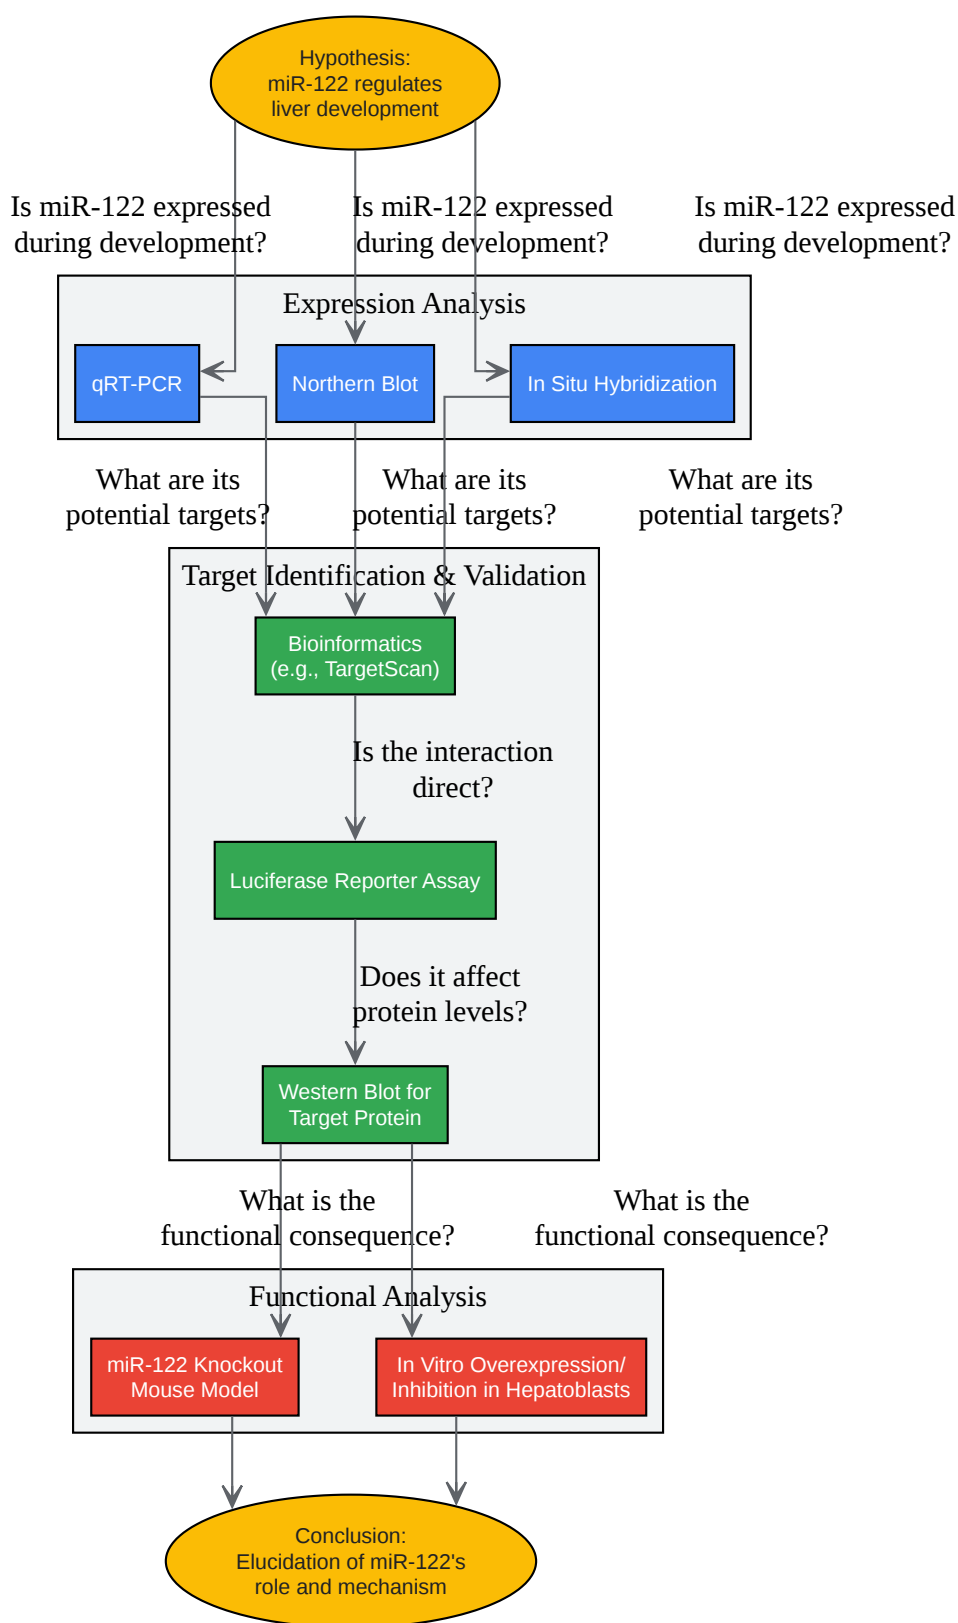 Hypothesis:
miR-122 regulates
liver development
Is miR-122 expressed
during development?
Is miR-122 expressed
during development?
Is miR-122 expressed
during development?
Expression Analysis
qRT-PCR
Northern Blot
In Situ Hybridization
What are its
potential targets?
What are its
potential targets?
What are its
potential targets?
Target Identification & Validation
Bioinformatics
(e.g., TargetScan)
Is the interaction
direct?
Luciferase Reporter Assay
Does it affect
protein levels?
Western Blot for
Target Protein
What is the
functional consequence?
What is the
functional consequence?
Functional Analysis
miR-122 Knockout
Mouse Model
In Vitro Overexpression/
Inhibition in Hepatoblasts
Conclusion:
Elucidation of miR-122's
role and mechanism